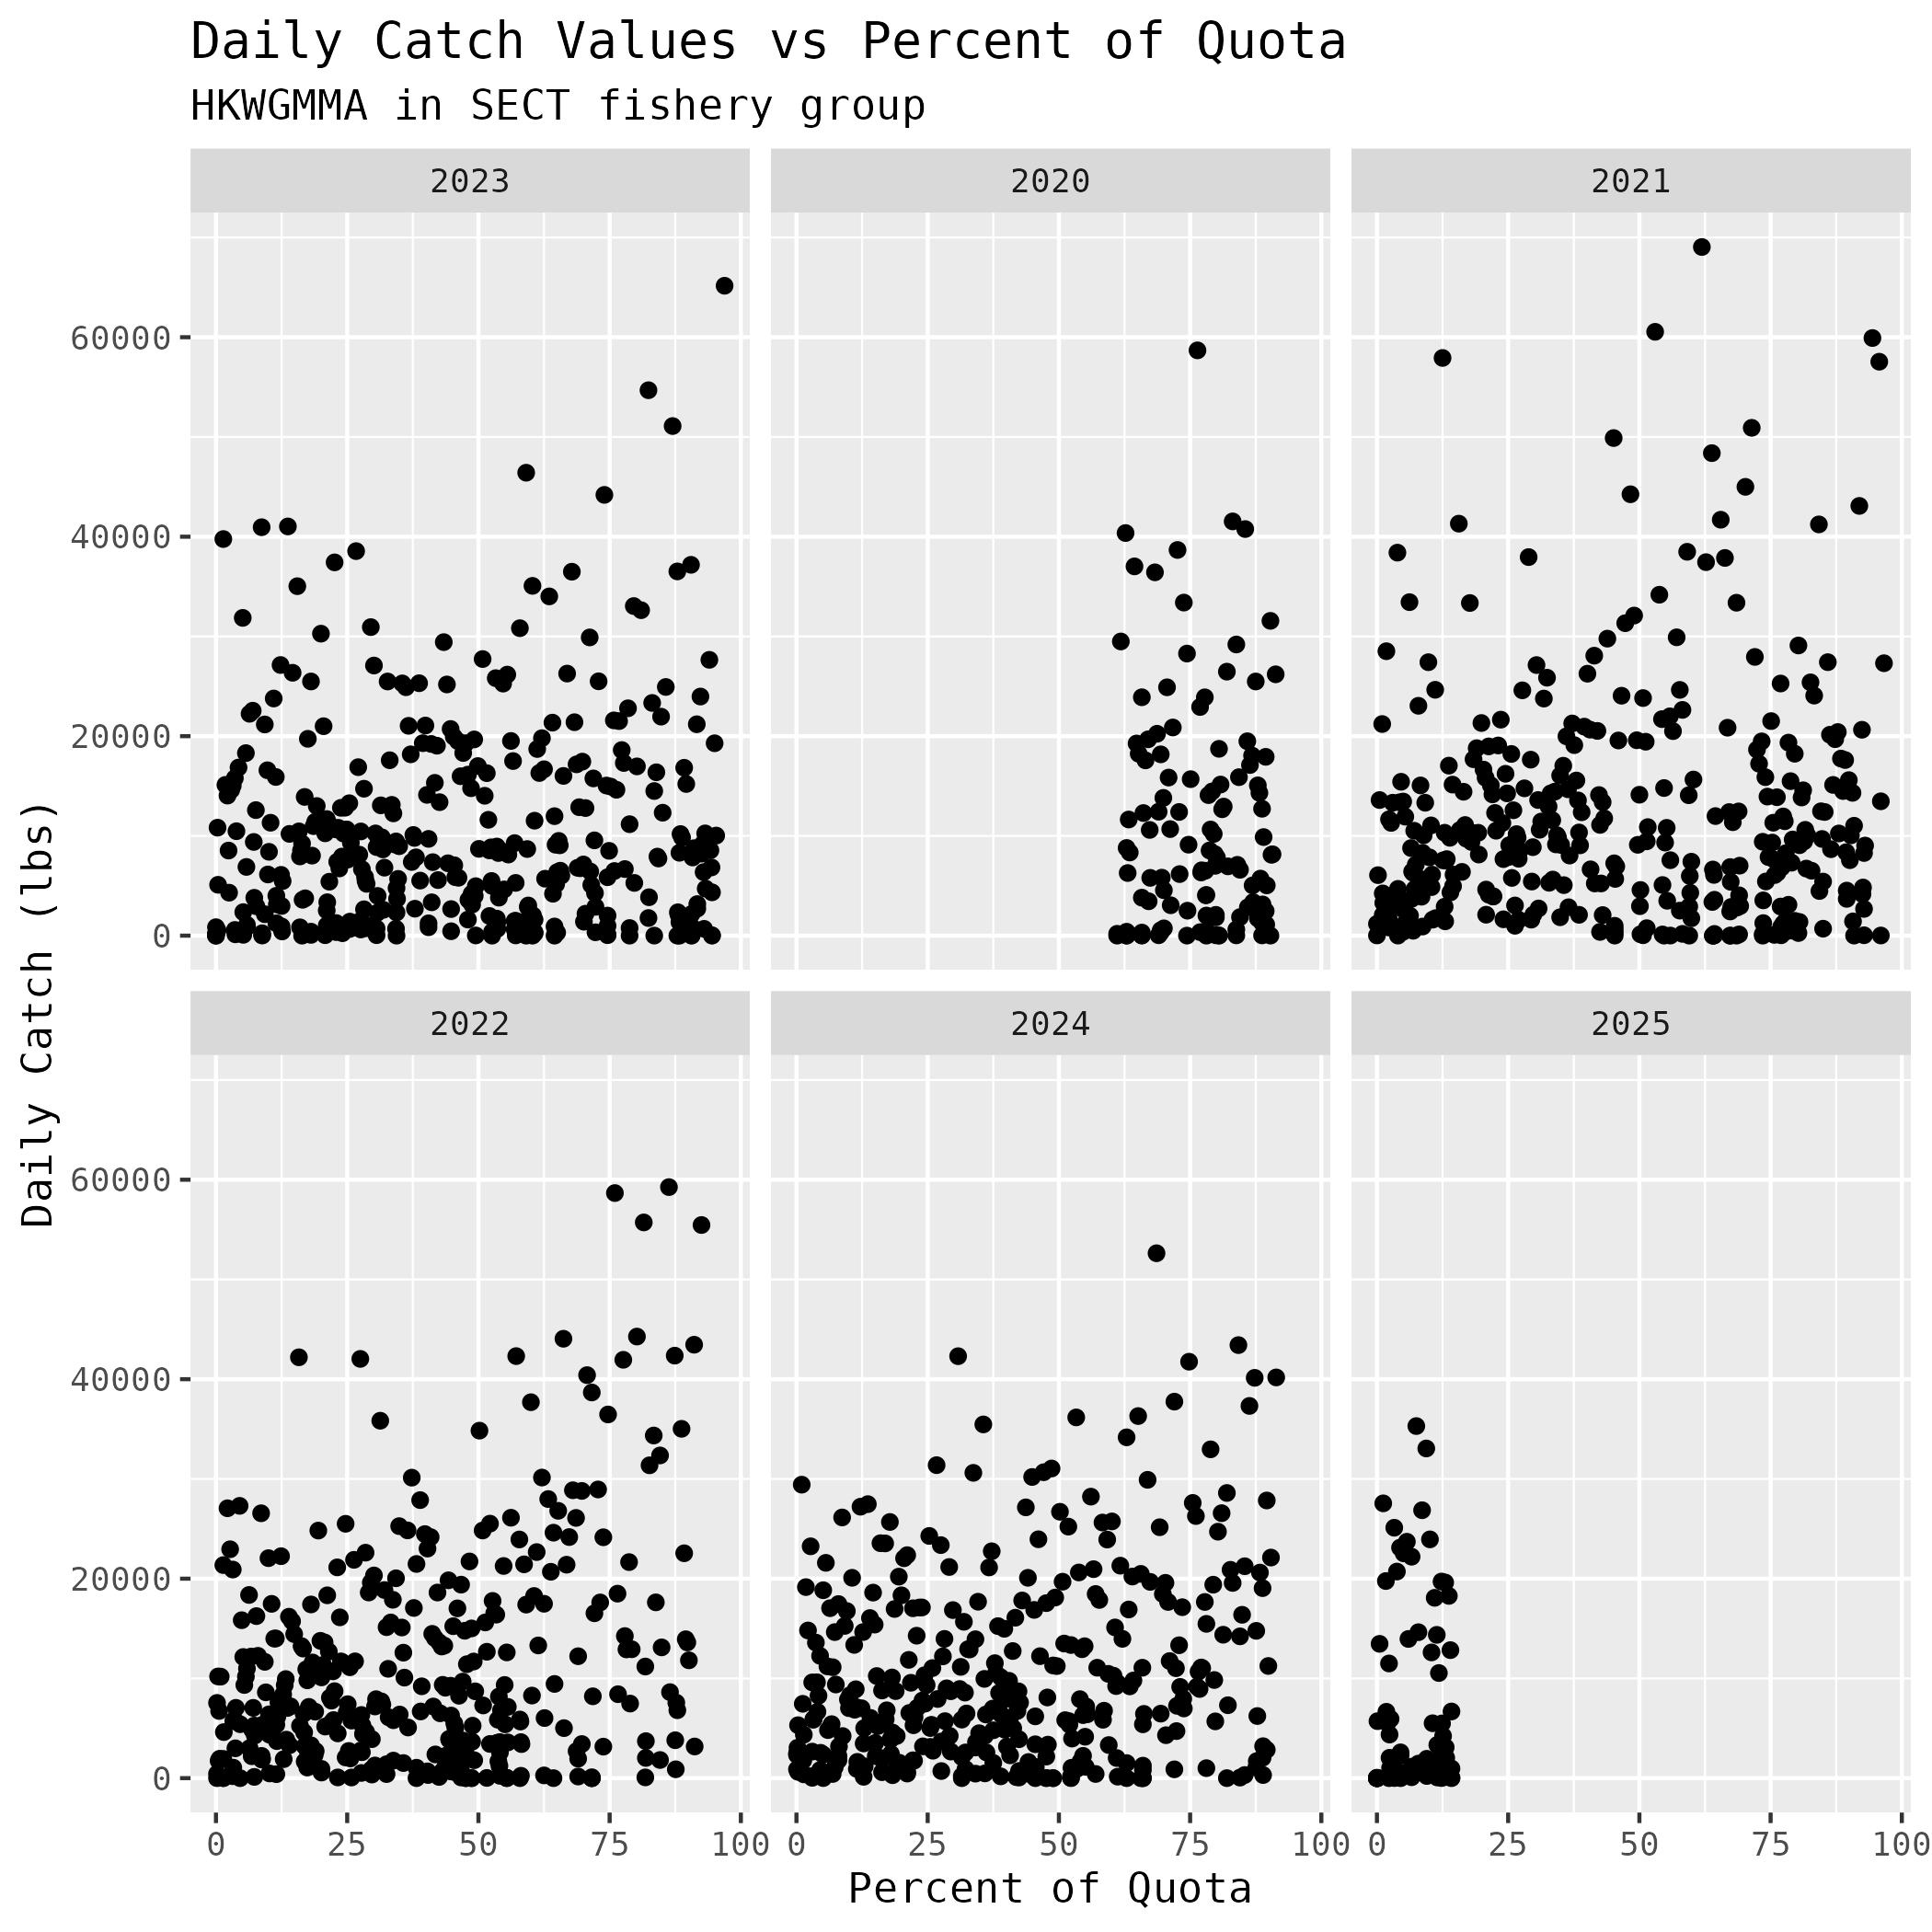 Daily Catch Values vs Percent of Quota
HKWGMMA in SECT fishery group
2023 2020 2021
60000
40000
20000
0
Daily Catch (lbs)
2022 2024 2025
60000
40000
20000
0
0 25 50 75 100 0 25 50 75 100 0 25 50 75 100
Percent of Quota